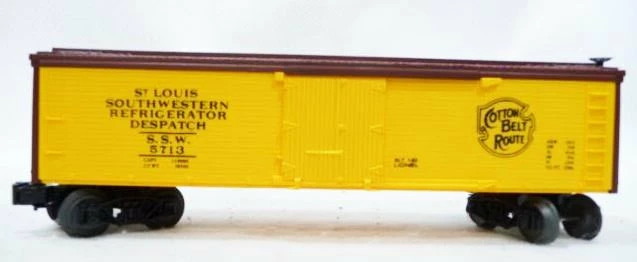 ST LOUIS
SOUTHWESTERN
REFRIGERATOR
DESPATCH
S.S.W.
5713
COTTON
BELT
ROUTE
LIONEL